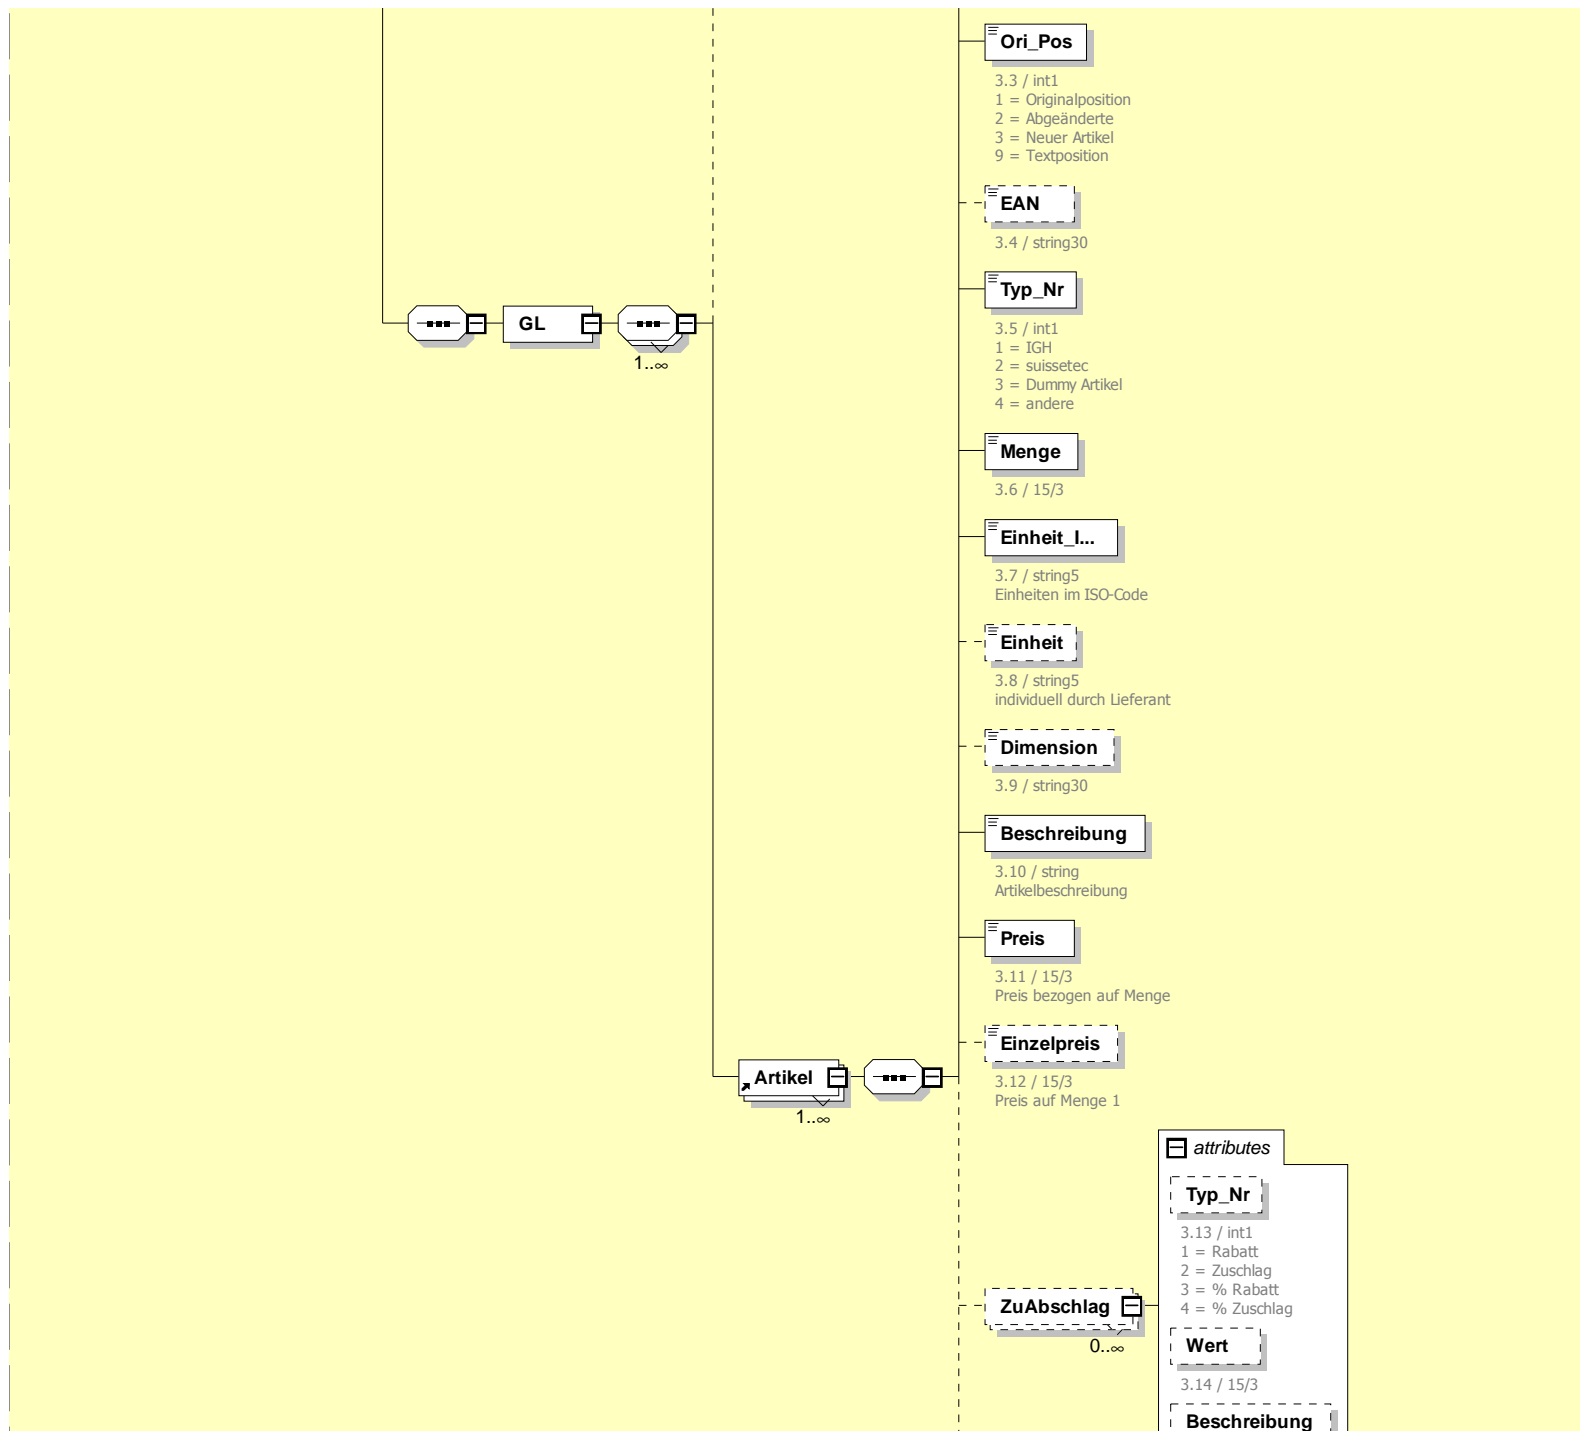 Ori_Pos
3.3 / int1
1 = Originalposition
2 = Abgeänderte
3 = Neuer Artikel
9 = Textposition
EAN
3.4 / string30
Typ_Nr
3.5 / int1
1 = IGH
2 = suissetec
3 = Dummy Artikel
4 = andere
GL
1..∞
Menge
3.6 / 15/3
Einheit_I...
3.7 / string5
Einheiten im ISO-Code
Einheit
3.8 / string5
individuell durch Lieferant
Dimension
3.9 / string30
Beschreibung
3.10 / string
Artikelbeschreibung
Preis
3.11 / 15/3
Preis bezogen auf Menge
Einzelpreis
3.12 / 15/3
Preis auf Menge 1
Artikel
1..∞
attributes
Typ_Nr
3.13 / int1
1 = Rabatt
2 = Zuschlag
3 = % Rabatt
4 = % Zuschlag
ZuAbschlag
0..∞
Wert
3.14 / 15/3
Beschreibung